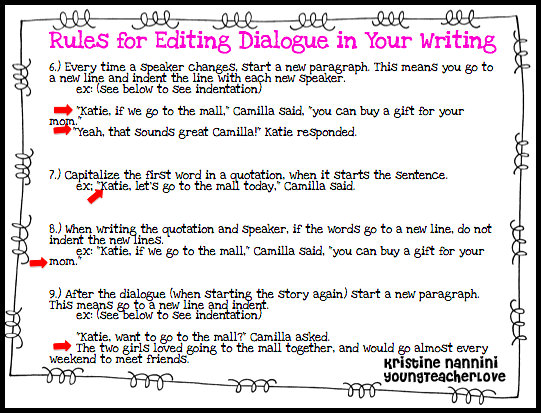 Rules for Editing Dialogue in Your Writing
6.) Every time a speaker changes, start a new paragraph. This means you go to
a new line and indent the line with each new speaker.
ex: (see below to see indentation)
"Katie, if we go to the mall," Camilla said, "you can buy a gift for your
mom."
"Yeah, that sounds great Camilla!" Katie responded.
7.) Capitalize the first word in a quotation, when it starts the sentence.
ex: "Katie, let's go to the mall today," Camilla said.
8.) When writing the quotation and speaker, if the words go to a new line, do not
indent the new lines.
ex: "Katie, if we go to the mall," Camilla said, "you can buy a gift for your
mom."
9.) After the dialogue (when starting the story again) start a new paragraph.
This means go to a new line and indent.
ex: (see below to see indentation)
"Katie, want to go to the mall?" Camilla asked.
The two girls loved going to the mall together, and would go almost every
weekend to meet friends.
Kristine Nannini
YoungTeacherLove